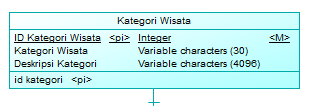 Kategori Wisata
ID Kategori Wisata <pi> Integer <M>
Kategori Wisata Variable characters (30)
Deskripsi Kategori Variable characters (4096)
id kategori <pi>